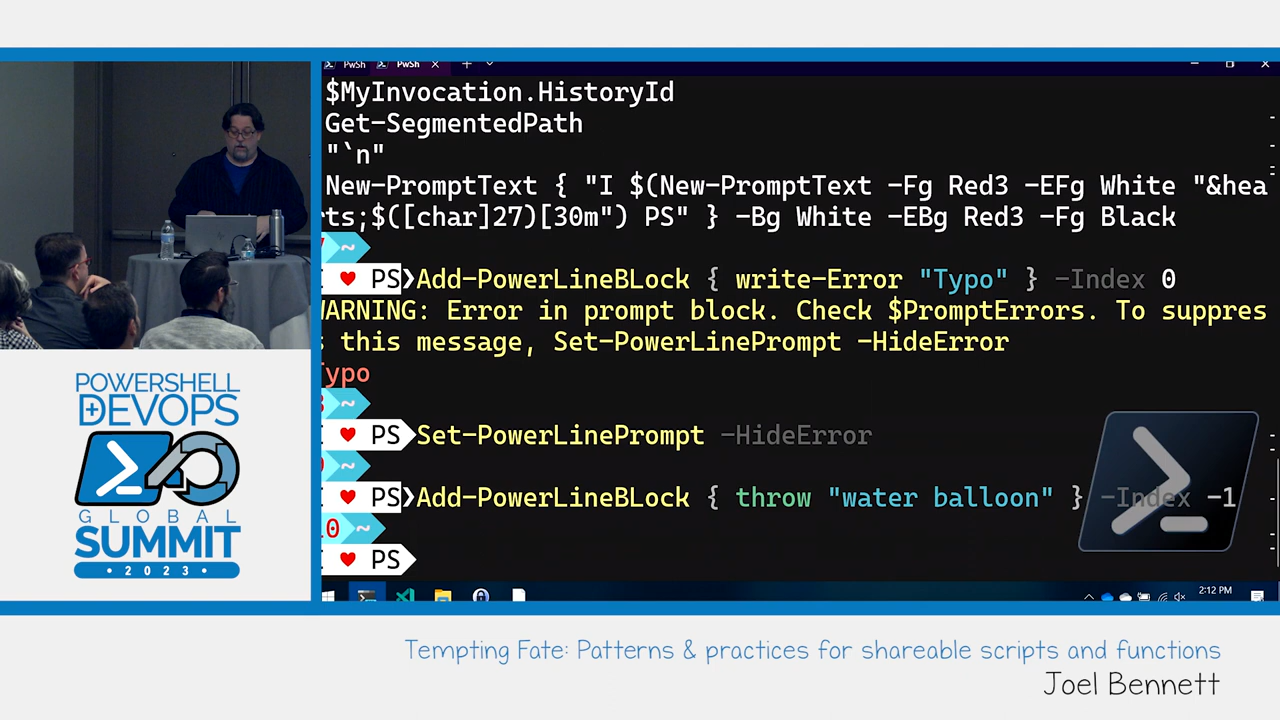 PwSh
PwSh
$MyInvocation.HistoryId
Get-SegmentedPath
"`n"
New-PromptText { "I $(New-PromptText -Fg Red3 -EFg White "&hea
rts;$([char]27)[30m") PS" } -Bg White -EBg Red3 -Fg Black
~
♥ PS❯Add-PowerLineBLock { write-Error "Typo" } -Index 0
WARNING: Error in prompt block. Check $PromptErrors. To suppres
s this message, Set-PowerLinePrompt -HideError
Typo
~
♥ PS Set-PowerLinePrompt -HideError
~
♥ PS❯Add-PowerLineBLock { throw "water balloon" } -Index -1
10 ~
♥ PS
2:12 PM
POWERSHELL
+ DEVOPS
GLOBAL
SUMMIT
• 2023 •
Tempting Fate: Patterns & practices for shareable scripts and functions
Joel Bennett